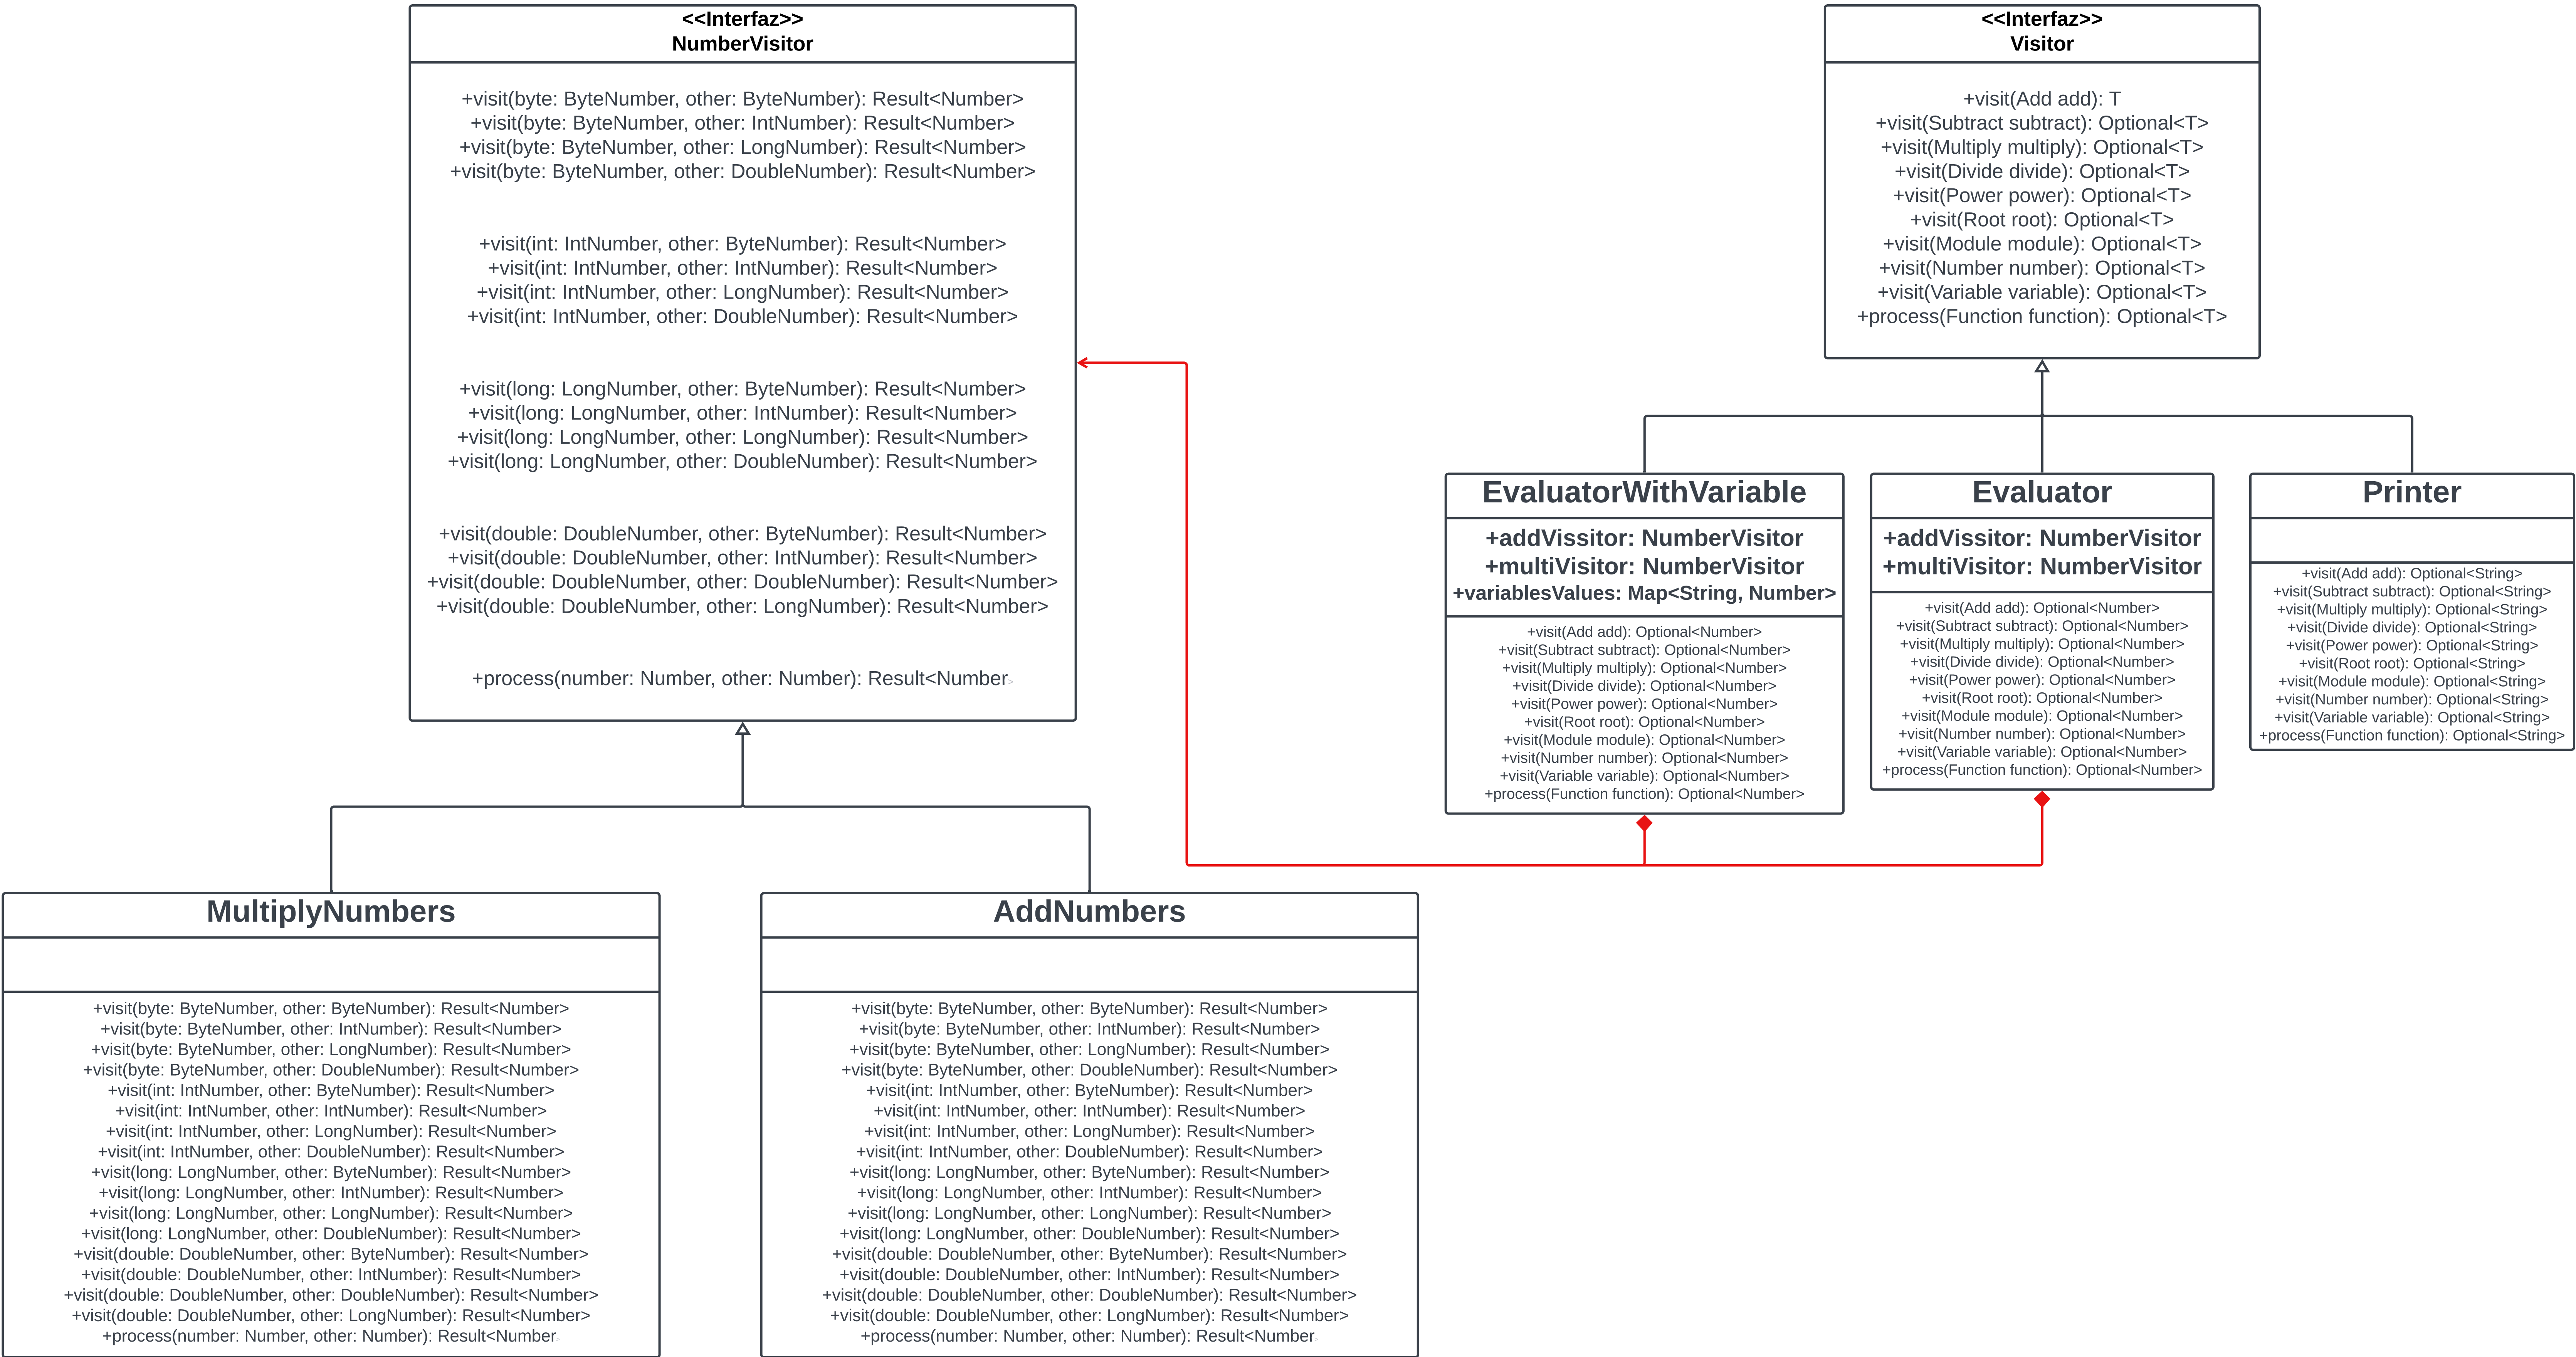 <<Interfaz>>
NumberVisitor
+visit(byte: ByteNumber, other: ByteNumber): Result<Number>
+visit(byte: ByteNumber, other: IntNumber): Result<Number>
+visit(byte: ByteNumber, other: LongNumber): Result<Number>
+visit(byte: ByteNumber, other: DoubleNumber): Result<Number>
+visit(int: IntNumber, other: ByteNumber): Result<Number>
+visit(int: IntNumber, other: IntNumber): Result<Number>
+visit(int: IntNumber, other: LongNumber): Result<Number>
+visit(int: IntNumber, other: DoubleNumber): Result<Number>
+visit(long: LongNumber, other: ByteNumber): Result<Number>
+visit(long: LongNumber, other: IntNumber): Result<Number>
+visit(long: LongNumber, other: LongNumber): Result<Number>
+visit(long: LongNumber, other: DoubleNumber): Result<Number>
+visit(double: DoubleNumber, other: ByteNumber): Result<Number>
+visit(double: DoubleNumber, other: IntNumber): Result<Number>
+visit(double: DoubleNumber, other: DoubleNumber): Result<Number>
+visit(double: DoubleNumber, other: LongNumber): Result<Number>
+process(number: Number, other: Number): Result<Number>
<<Interfaz>>
Visitor
+visit(Add add): T
+visit(Subtract subtract): Optional<T>
+visit(Multiply multiply): Optional<T>
+visit(Divide divide): Optional<T>
+visit(Power power): Optional<T>
+visit(Root root): Optional<T>
+visit(Module module): Optional<T>
+visit(Number number): Optional<T>
+visit(Variable variable): Optional<T>
+process(Function function): Optional<T>
EvaluatorWithVariable
+addVissitor: NumberVisitor
+multiVisitor: NumberVisitor
+variablesValues: Map<String, Number>
+visit(Add add): Optional<Number>
+visit(Subtract subtract): Optional<Number>
+visit(Multiply multiply): Optional<Number>
+visit(Divide divide): Optional<Number>
+visit(Power power): Optional<Number>
+visit(Root root): Optional<Number>
+visit(Module module): Optional<Number>
+visit(Number number): Optional<Number>
+visit(Variable variable): Optional<Number>
+process(Function function): Optional<Number>
Evaluator
+addVissitor: NumberVisitor
+multiVisitor: NumberVisitor
+visit(Add add): Optional<Number>
+visit(Subtract subtract): Optional<Number>
+visit(Multiply multiply): Optional<Number>
+visit(Divide divide): Optional<Number>
+visit(Power power): Optional<Number>
+visit(Root root): Optional<Number>
+visit(Module module): Optional<Number>
+visit(Number number): Optional<Number>
+visit(Variable variable): Optional<Number>
+process(Function function): Optional<Number>
Printer
+visit(Add add): Optional<String>
+visit(Subtract subtract): Optional<String>
+visit(Multiply multiply): Optional<String>
+visit(Divide divide): Optional<String>
+visit(Power power): Optional<String>
+visit(Root root): Optional<String>
+visit(Module module): Optional<String>
+visit(Number number): Optional<String>
+visit(Variable variable): Optional<String>
+process(Function function): Optional<String>
MultiplyNumbers
+visit(byte: ByteNumber, other: ByteNumber): Result<Number>
+visit(byte: ByteNumber, other: IntNumber): Result<Number>
+visit(byte: ByteNumber, other: LongNumber): Result<Number>
+visit(byte: ByteNumber, other: DoubleNumber): Result<Number>
+visit(int: IntNumber, other: ByteNumber): Result<Number>
+visit(int: IntNumber, other: IntNumber): Result<Number>
+visit(int: IntNumber, other: LongNumber): Result<Number>
+visit(int: IntNumber, other: DoubleNumber): Result<Number>
+visit(long: LongNumber, other: ByteNumber): Result<Number>
+visit(long: LongNumber, other: IntNumber): Result<Number>
+visit(long: LongNumber, other: LongNumber): Result<Number>
+visit(long: LongNumber, other: DoubleNumber): Result<Number>
+visit(double: DoubleNumber, other: ByteNumber): Result<Number>
+visit(double: DoubleNumber, other: IntNumber): Result<Number>
+visit(double: DoubleNumber, other: DoubleNumber): Result<Number>
+visit(double: DoubleNumber, other: LongNumber): Result<Number>
+process(number: Number, other: Number): Result<Number
AddNumbers
+visit(byte: ByteNumber, other: ByteNumber): Result<Number>
+visit(byte: ByteNumber, other: IntNumber): Result<Number>
+visit(byte: ByteNumber, other: LongNumber): Result<Number>
+visit(byte: ByteNumber, other: DoubleNumber): Result<Number>
+visit(int: IntNumber, other: ByteNumber): Result<Number>
+visit(int: IntNumber, other: IntNumber): Result<Number>
+visit(int: IntNumber, other: LongNumber): Result<Number>
+visit(int: IntNumber, other: DoubleNumber): Result<Number>
+visit(long: LongNumber, other: ByteNumber): Result<Number>
+visit(long: LongNumber, other: IntNumber): Result<Number>
+visit(long: LongNumber, other: LongNumber): Result<Number>
+visit(long: LongNumber, other: DoubleNumber): Result<Number>
+visit(double: DoubleNumber, other: ByteNumber): Result<Number>
+visit(double: DoubleNumber, other: IntNumber): Result<Number>
+visit(double: DoubleNumber, other: DoubleNumber): Result<Number>
+visit(double: DoubleNumber, other: LongNumber): Result<Number>
+process(number: Number, other: Number): Result<Number